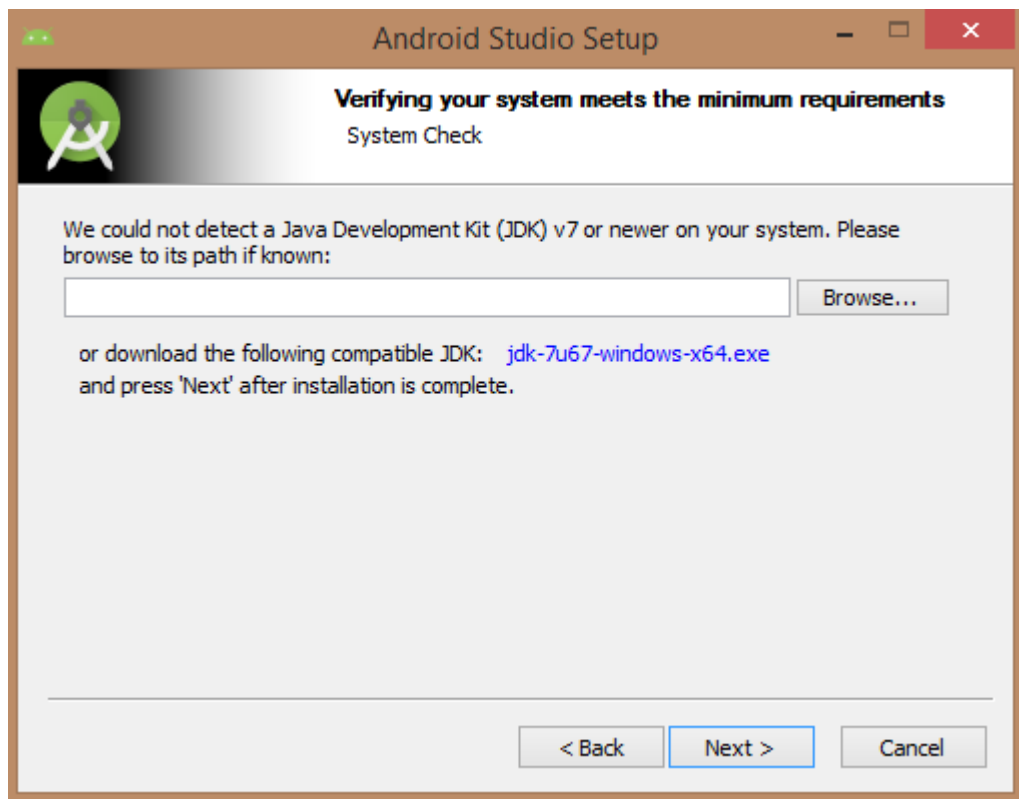 Android Studio Setup
Verifying your system meets the minimum requirements
System Check
We could not detect a Java Development Kit (JDK) v7 or newer on your system. Please
browse to its path if known:
Browse...
or download the following compatible JDK: jdk-7u67-windows-x64.exe
and press 'Next' after installation is complete.
< Back Next > Cancel